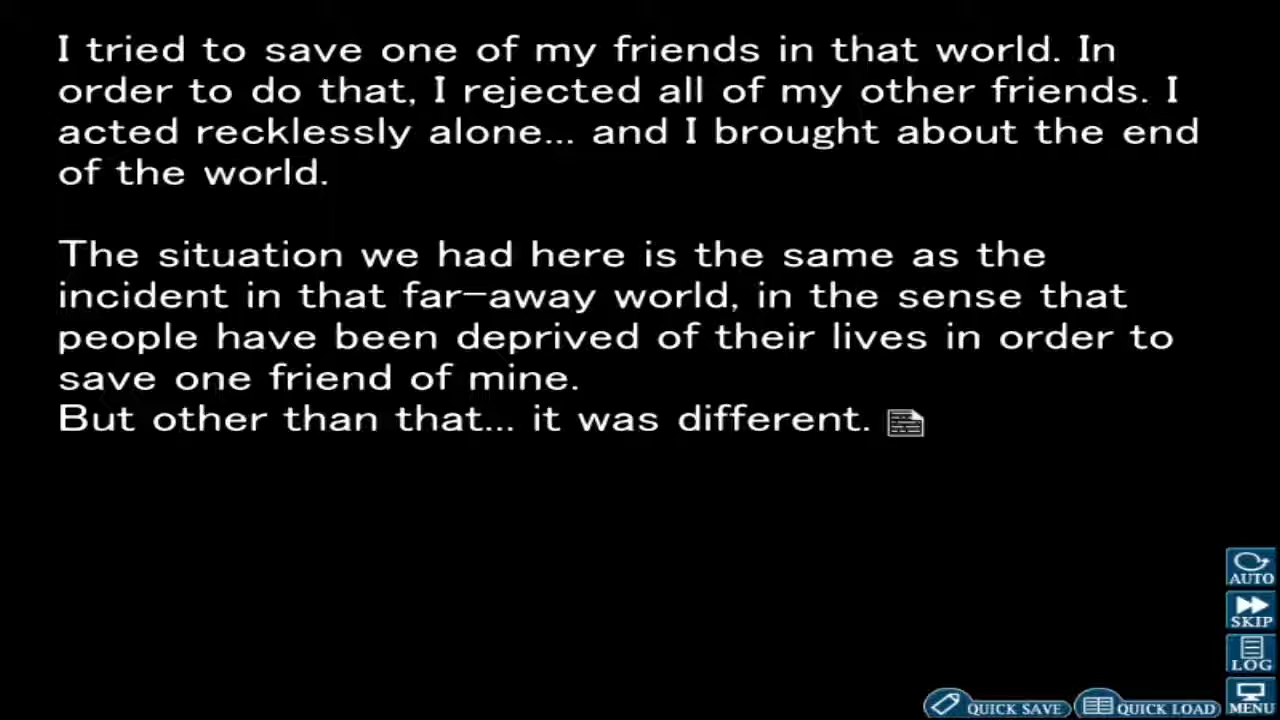 I tried to save one of my friends in that world. In
order to do that, I rejected all of my other friends. I
acted recklessly alone... and I brought about the end
of the world.
The situation we had here is the same as the
incident in that far-away world, in the sense that
people have been deprived of their lives in order to
save one friend of mine.
But other than that... it was different.
AUTO
SKIP
LOG
MENU
QUICK SAVE
QUICK LOAD